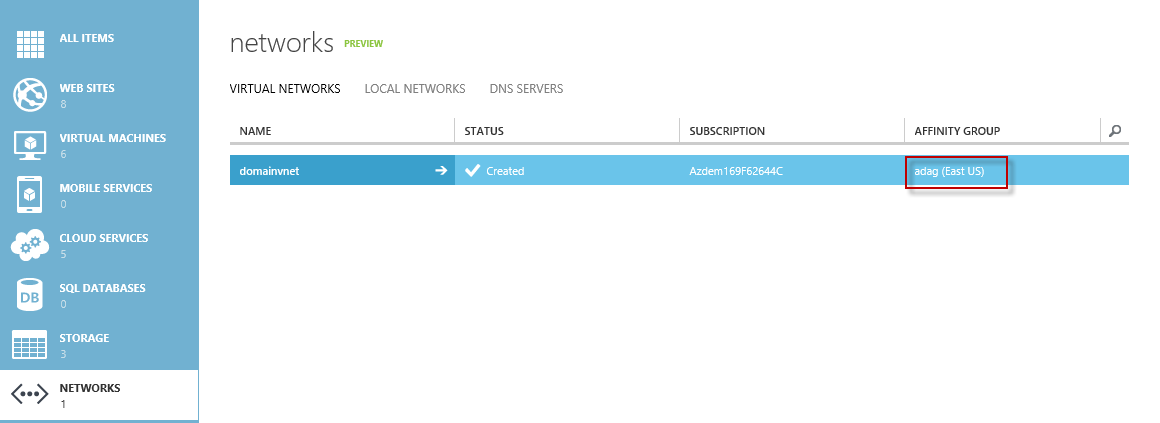 ALL ITEMS
WEB SITES
8
VIRTUAL MACHINES
6
MOBILE SERVICES
0
CLOUD SERVICES
5
DB
SQL DATABASES
0
STORAGE
3
NETWORKS
1
networks PREVIEW
VIRTUAL NETWORKS LOCAL NETWORKS DNS SERVERS
NAME STATUS SUBSCRIPTION AFFINITY GROUP
domainvnet Created Azdem169F62644C adag (East US)